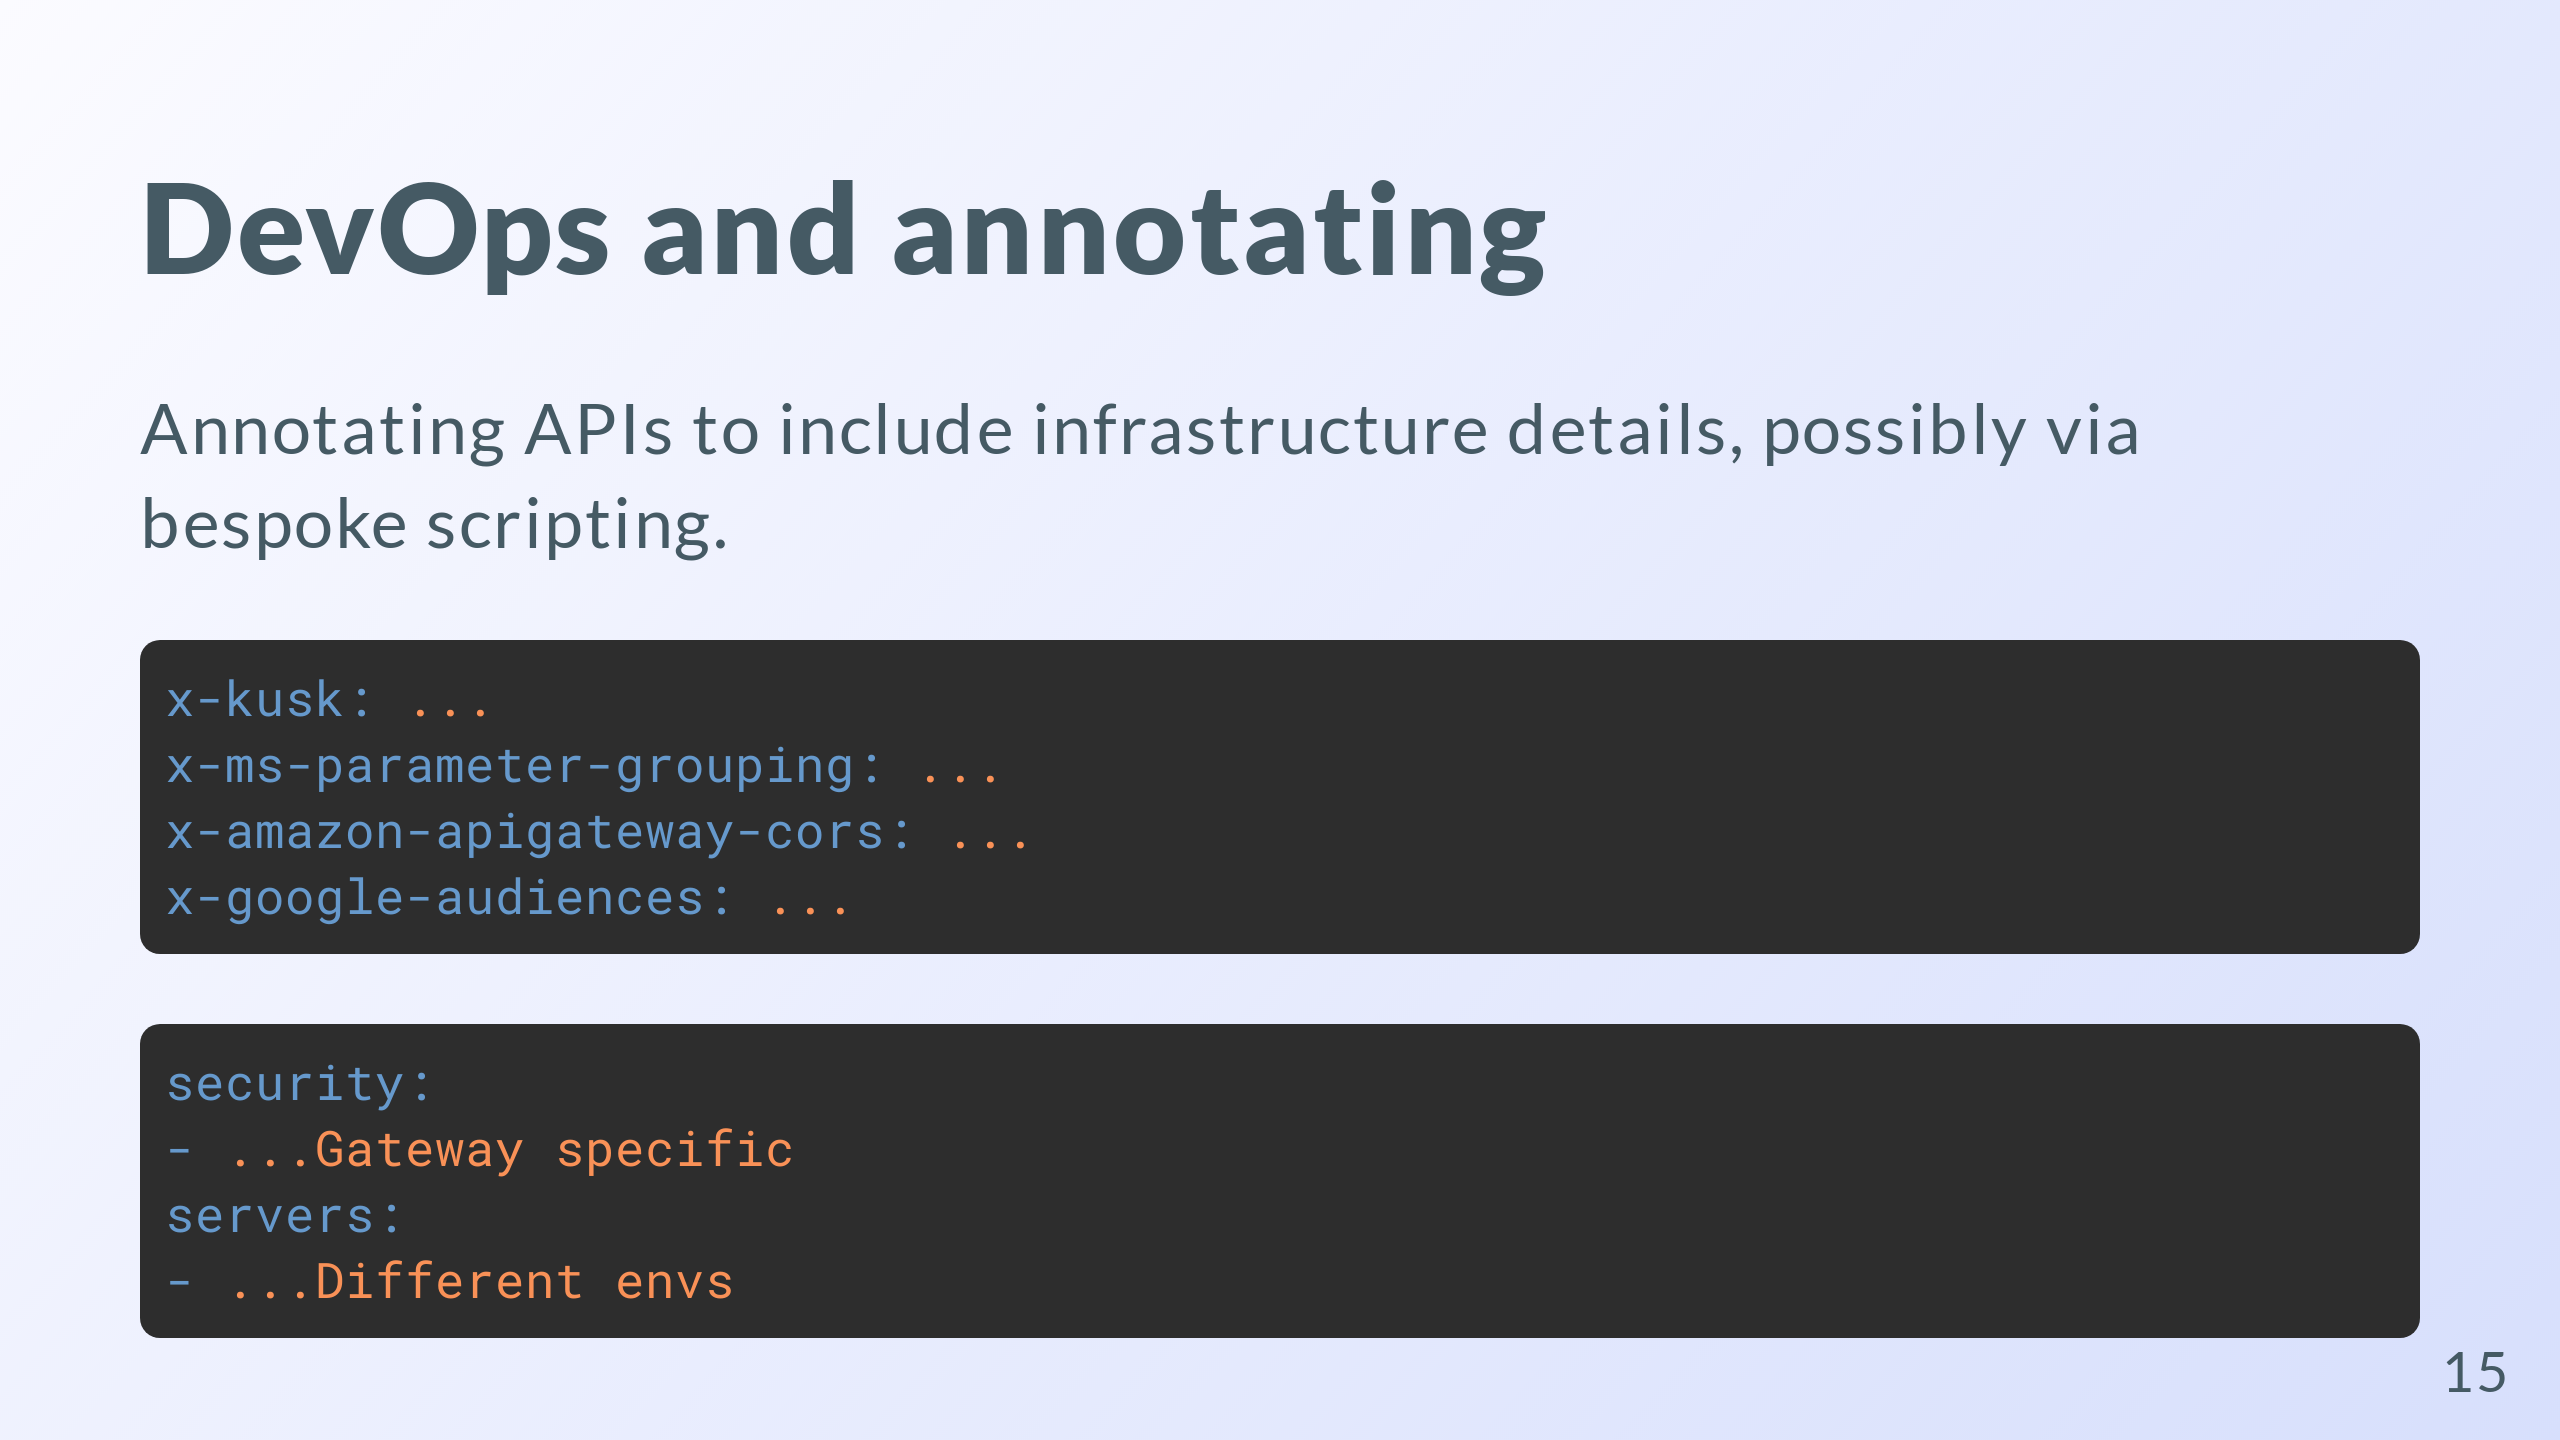 DevOps and annotating
Annotating APIs to include infrastructure details, possibly via
bespoke scripting.
x-kusk: ...
x-ms-parameter-grouping: ...
x-amazon-apigateway-cors: ...
x-google-audiences: ...
security:
- ...Gateway specific
servers:
- ...Different envs
15